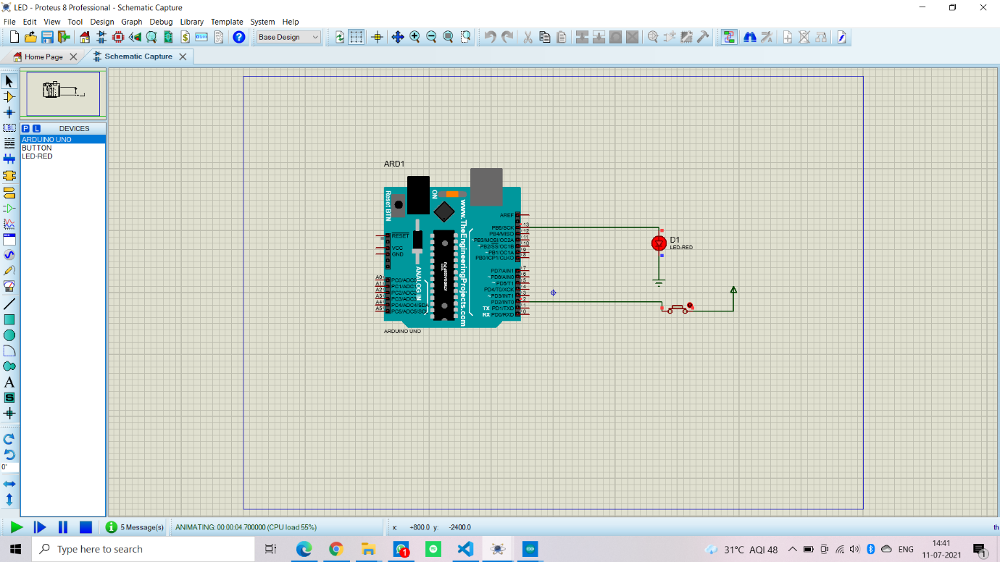 LED - Proteus 8 Professional - Schematic Capture
File Edit View Tool Design Graph Debug Library Template System Help
Base Design
Home Page
Schematic Capture
LBL
P L DEVICES
ARDUINO UNO
BUTTON
LED-RED
A
S
0°
ARD1
Reset BTN
ON
www.TheEngineeringProjects.com
ANALOG IN
RESET
VCC
GND
A0 PC0/ADC0
A1 PC1/ADC1
A2 PC2/ADC2
A3 PC3/ADC3
A4 PC4/ADC4/SDA
A5 PC5/ADC5/SCL
AREF
PB5/SCK 13
PB4/MISO 12
~PB3/MOSI/OC2A 11
~PB2/SS/OC1B 10
~PB1/OC1A 9
PB0/ICP1/CLKO 8
PD7/AIN1 7
~PD6/AIN0 6
~PD5/T1 5
PD4/T0/XCK 4
~PD3/INT1 3
PD2/INT0 2
TX PD1/TXD 1
RX PD0/RXD 0
ARDUINO UNO
D1
LED-RED
5 Message(s)
ANIMATING: 00:00:04.700000 (CPU load 55%)
x: +800.0 y: -2400.0
th
Type here to search
1
31°C AQI 48
ENG
14:41
11-07-2021
1